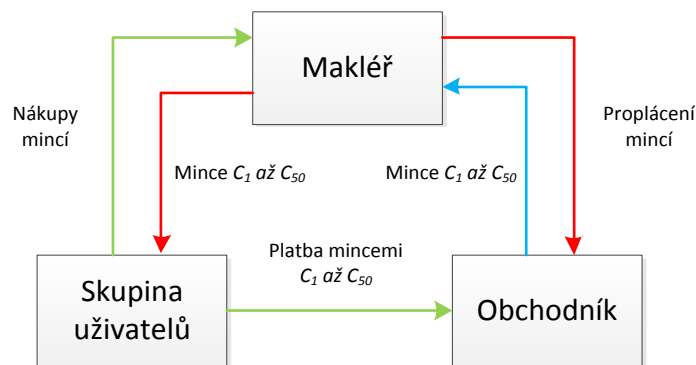 Makléř
Nákupy
mincí
Proplácení
mincí
Mince C1 až C50
Mince C1 až C50
Platba mincemi
C1 až C50
Skupina
uživatelů
Obchodník